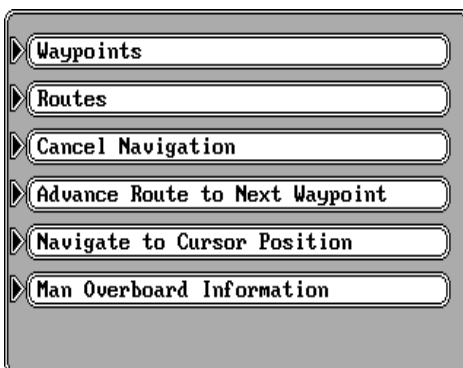 Waypoints
Routes
Cancel Navigation
Advance Route to Next Waypoint
Navigate to Cursor Position
Man Overboard Information